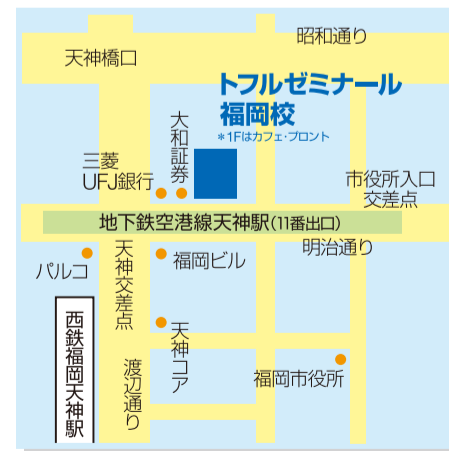 昭和通り
天神橋口
トフルゼミナール
福岡校
*1Fはカフェ・プロント
大和証券
三菱
UFJ銀行
市役所入口
交差点
地下鉄空港線天神駅(11番出口)
明治通り
天神交差点
福岡ビル
パルコ
西鉄福岡天神駅
天神コア
渡辺通り
福岡市役所